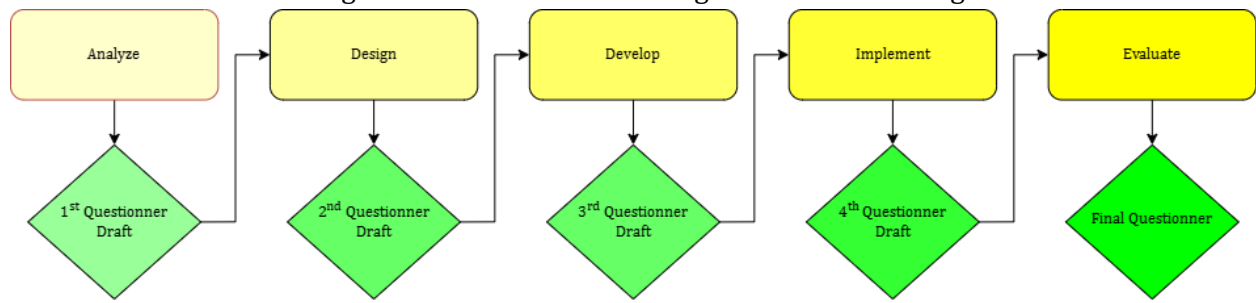 Analyze
Design
Develop
Implement
Evaluate
1st Questionner
Draft
2nd Questionner
Draft
3rd Questionner
Draft
4th Questionner
Draft
Final Questionner